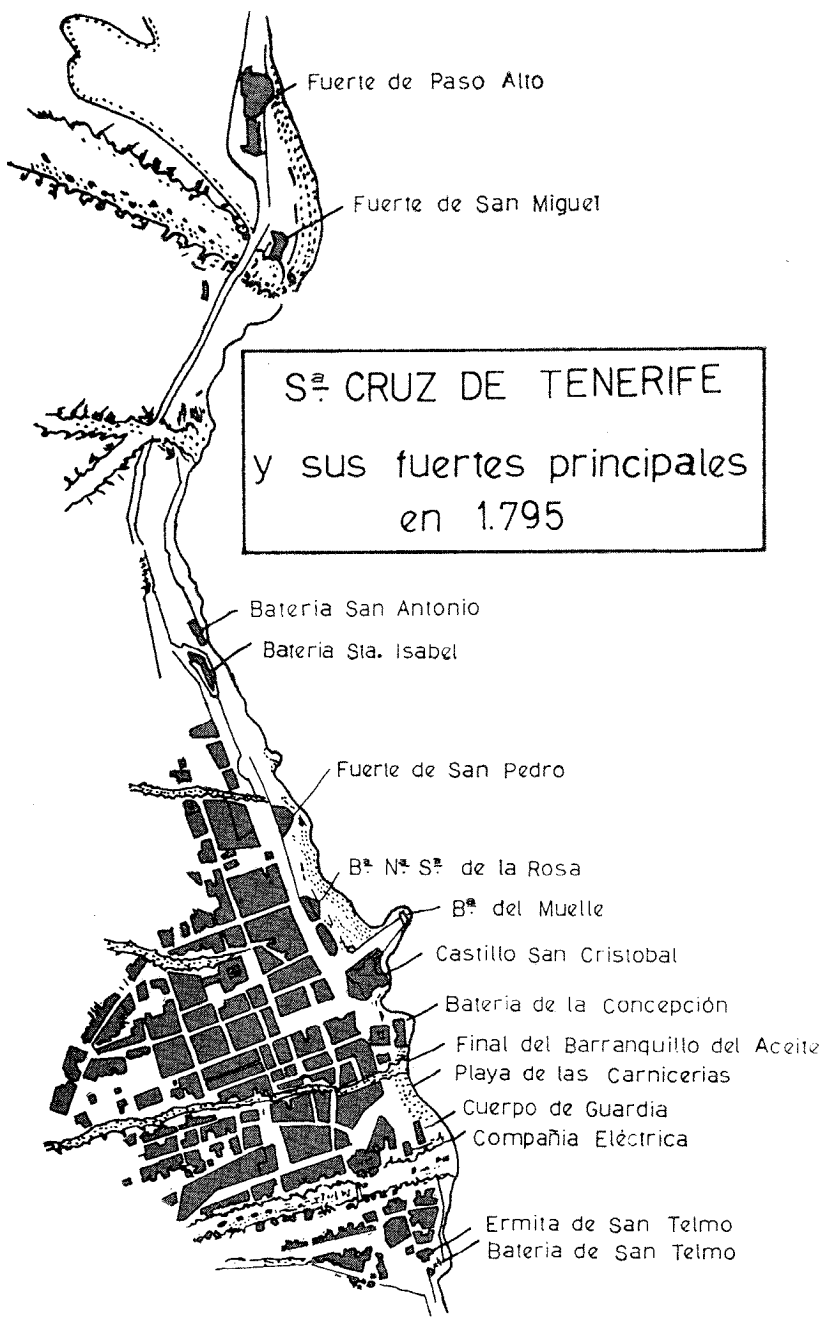 Fuerte de Paso Alto
Fuerte de San Miguel
Sª CRUZ DE TENERIFE
y sus fuertes principales
en 1.795
Bateria San Antonio
Bateria Sta. Isabel
Fuerte de San Pedro
Bª Nª Sª de la Rosa
Bª del Muelle
Castillo San Cristobal
Bateria de la Concepción
Final del Barranquillo del Aceite
Playa de las Carnicerias
Cuerpo de Guardia
Compañia Eléctrica
Ermita de San Telmo
Bateria de San Telmo